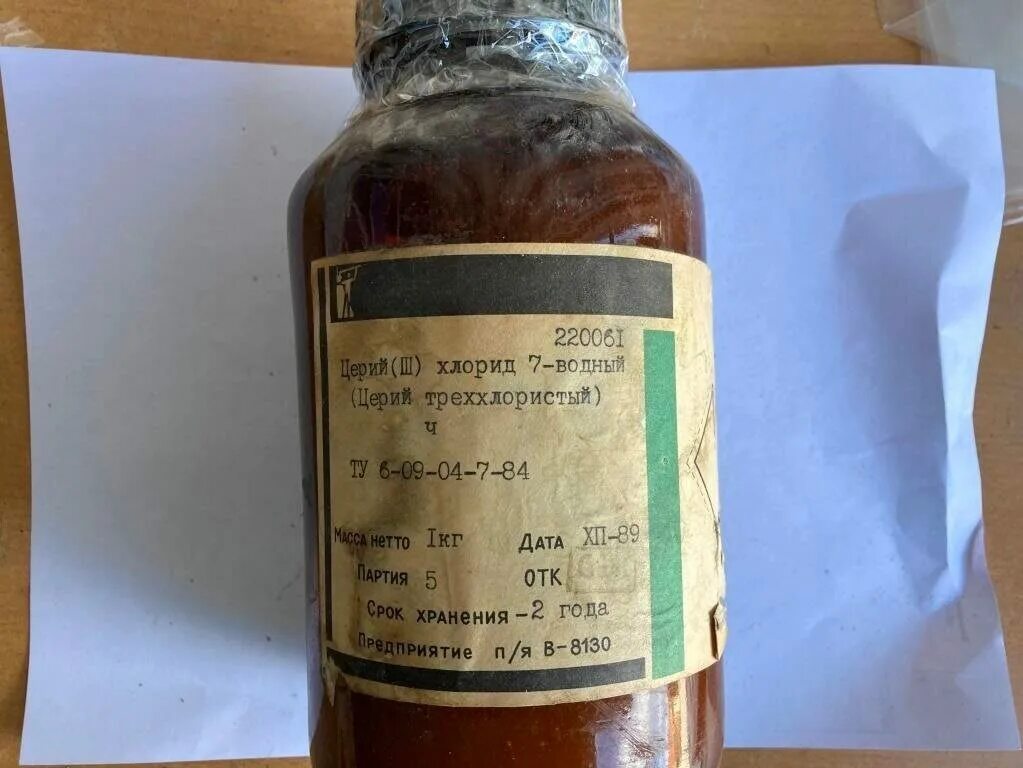 220061
Церий(Ш) хлорид 7-водный
(Церий треххлористый)
ч
ТУ 6-09-04-7-84
Масса нетто 1кг Дата ХП-89
Партия 5 ОТК
Срок хранения -2 года
Предприятие п/я В-8130